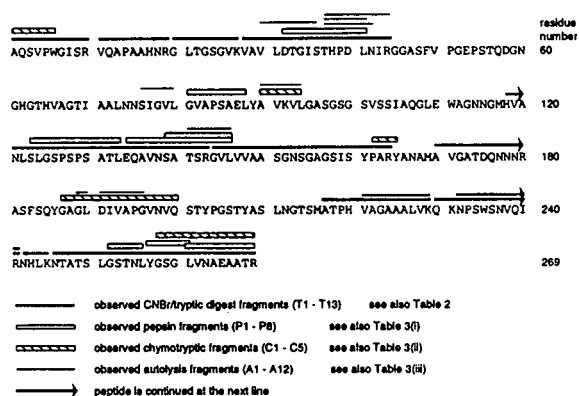 residue
number
AQSVPWGISR VQAPAAHNRG LTGSGVKVAV LDTGISTHPD LNIRGGASFV PGEPSTQDGN 60
GHGTHVAGTI AALNNSIGVL GVAPSAELYA VKVLGASGSG SVSSIAQGLE WAGNNGMHVA 120
NLSLGSPSPS ATLEQAVNSA TSRGVLVVAA SGNSGAGSIS YPARYANAMA VGATDQNNNR 180
ASFSQYGAGL DIVAPGVNVQ STYPGSTYAS LNGTSMATPH VAGAAALVKQ KNPSWSNVQI 240
RNHLKNTATS LGSTNLYGSG LVNAEAATR 269
observed CNBr/tryptic digest fragments (T1 - T13) see also Table 2
observed pepsin fragments (P1 - P8) see also Table 3(i)
observed chymotryptic fragments (C1 - C5) see also Table 3(ii)
observed autolysis fragments (A1 - A12) see also Table 3(iii)
peptide is continued at the next line